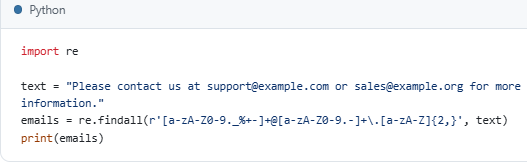 Python
import re
text = "Please contact us at support@example.com or sales@example.org for more
information."
emails = re.findall(r'[a-zA-Z0-9._%+-]+@[a-zA-Z0-9.-]+\.[a-zA-Z]{2,}', text)
print(emails)